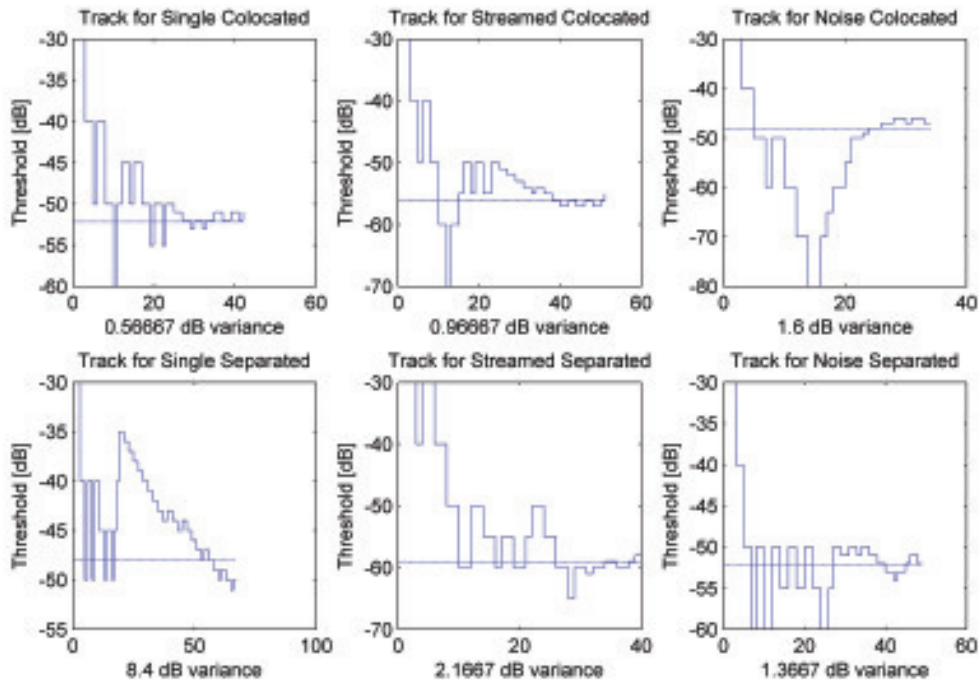 Track for Single Colocated
Threshold [dB]
-30
-35
-40
-45
-50
-55
-60
0 20 40 60
0.56667 dB variance
Track for Streamed Colocated
Threshold [dB]
-30
-40
-50
-60
-70
0 20 40 60
0.96667 dB variance
Track for Noise Colocated
Threshold [dB]
-30
-40
-50
-60
-70
-80
0 20 40
1.6 dB variance
Track for Single Separated
Threshold [dB]
-30
-35
-40
-45
-50
-55
0 50 100
8.4 dB variance
Track for Streamed Separated
Threshold [dB]
-30
-40
-50
-60
-70
0 20 40
2.1667 dB variance
Track for Noise Separated
Threshold [dB]
-30
-35
-40
-45
-50
-55
-60
0 20 40 60
1.3667 dB variance